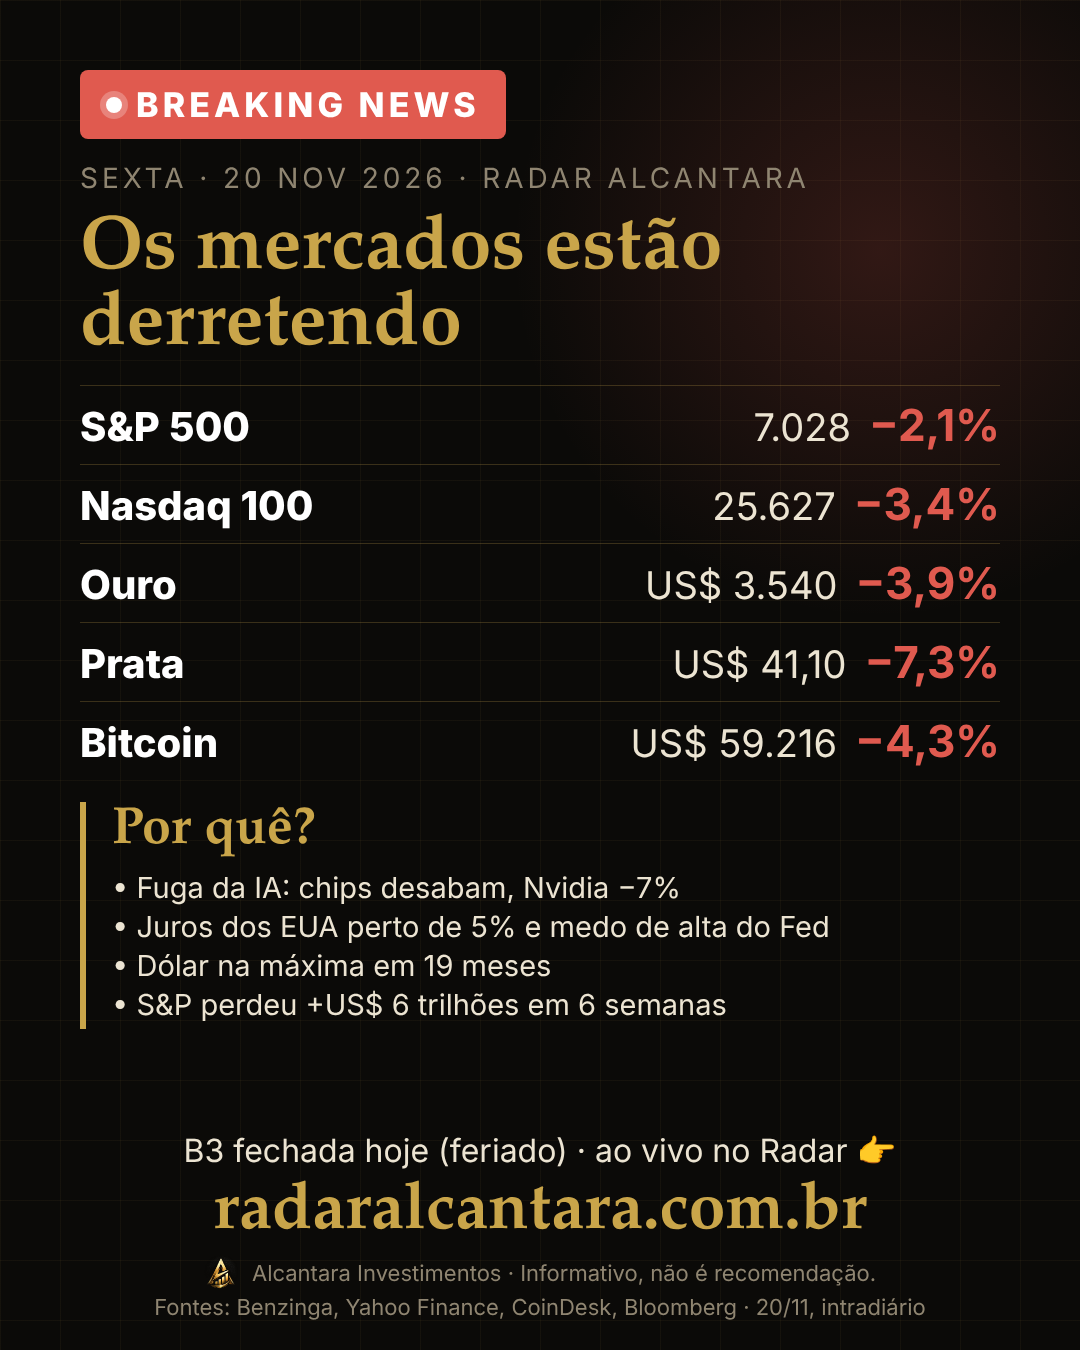 BREAKING NEWS
SEXTA · 20 NOV 2026 · RADAR ALCANTARA
Os mercados estão
derretendo
S&P 500 7.028 −2,1%
Nasdaq 100 25.627 −3,4%
Ouro US$ 3.540 −3,9%
Prata US$ 41,10 −7,3%
Bitcoin US$ 59.216 −4,3%
Por quê?
• Fuga da IA: chips desabam, Nvidia −7%
• Juros dos EUA perto de 5% e medo de alta do Fed
• Dólar na máxima em 19 meses
• S&P perdeu +US$ 6 trilhões em 6 semanas
B3 fechada hoje (feriado) · ao vivo no Radar 👉
radaralcantara.com.br
Alcantara Investimentos · Informativo, não é recomendação.
Fontes: Benzinga, Yahoo Finance, CoinDesk, Bloomberg · 20/11, intradiário